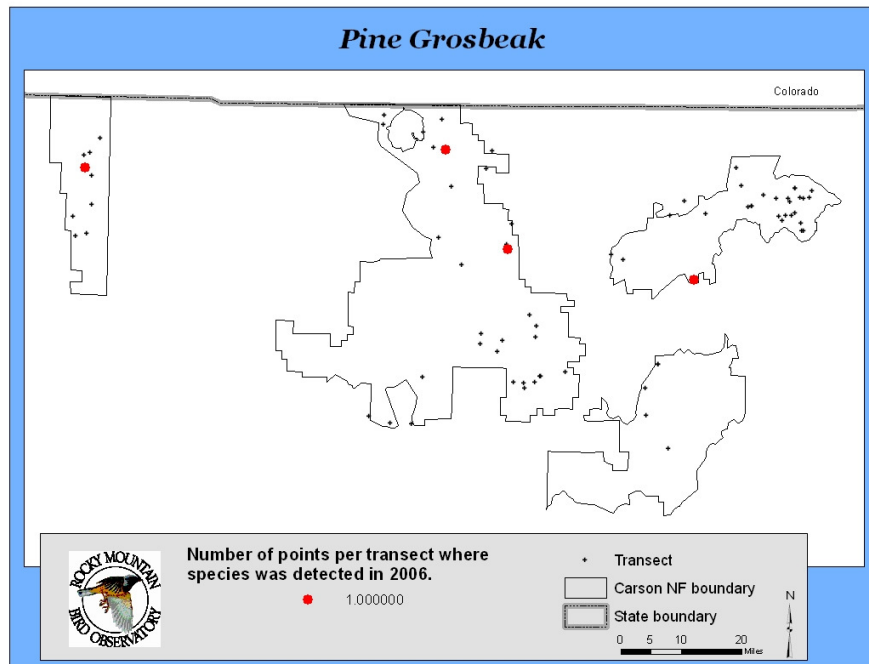 Pine Grosbeak
Colorado
Number of points per transect where
species was detected in 2006.
1.000000
ROCKY MOUNTAIN
BIRD OBSERVATORY
Transect
Carson NF boundary
State boundary
N
0 5 10 20
Miles